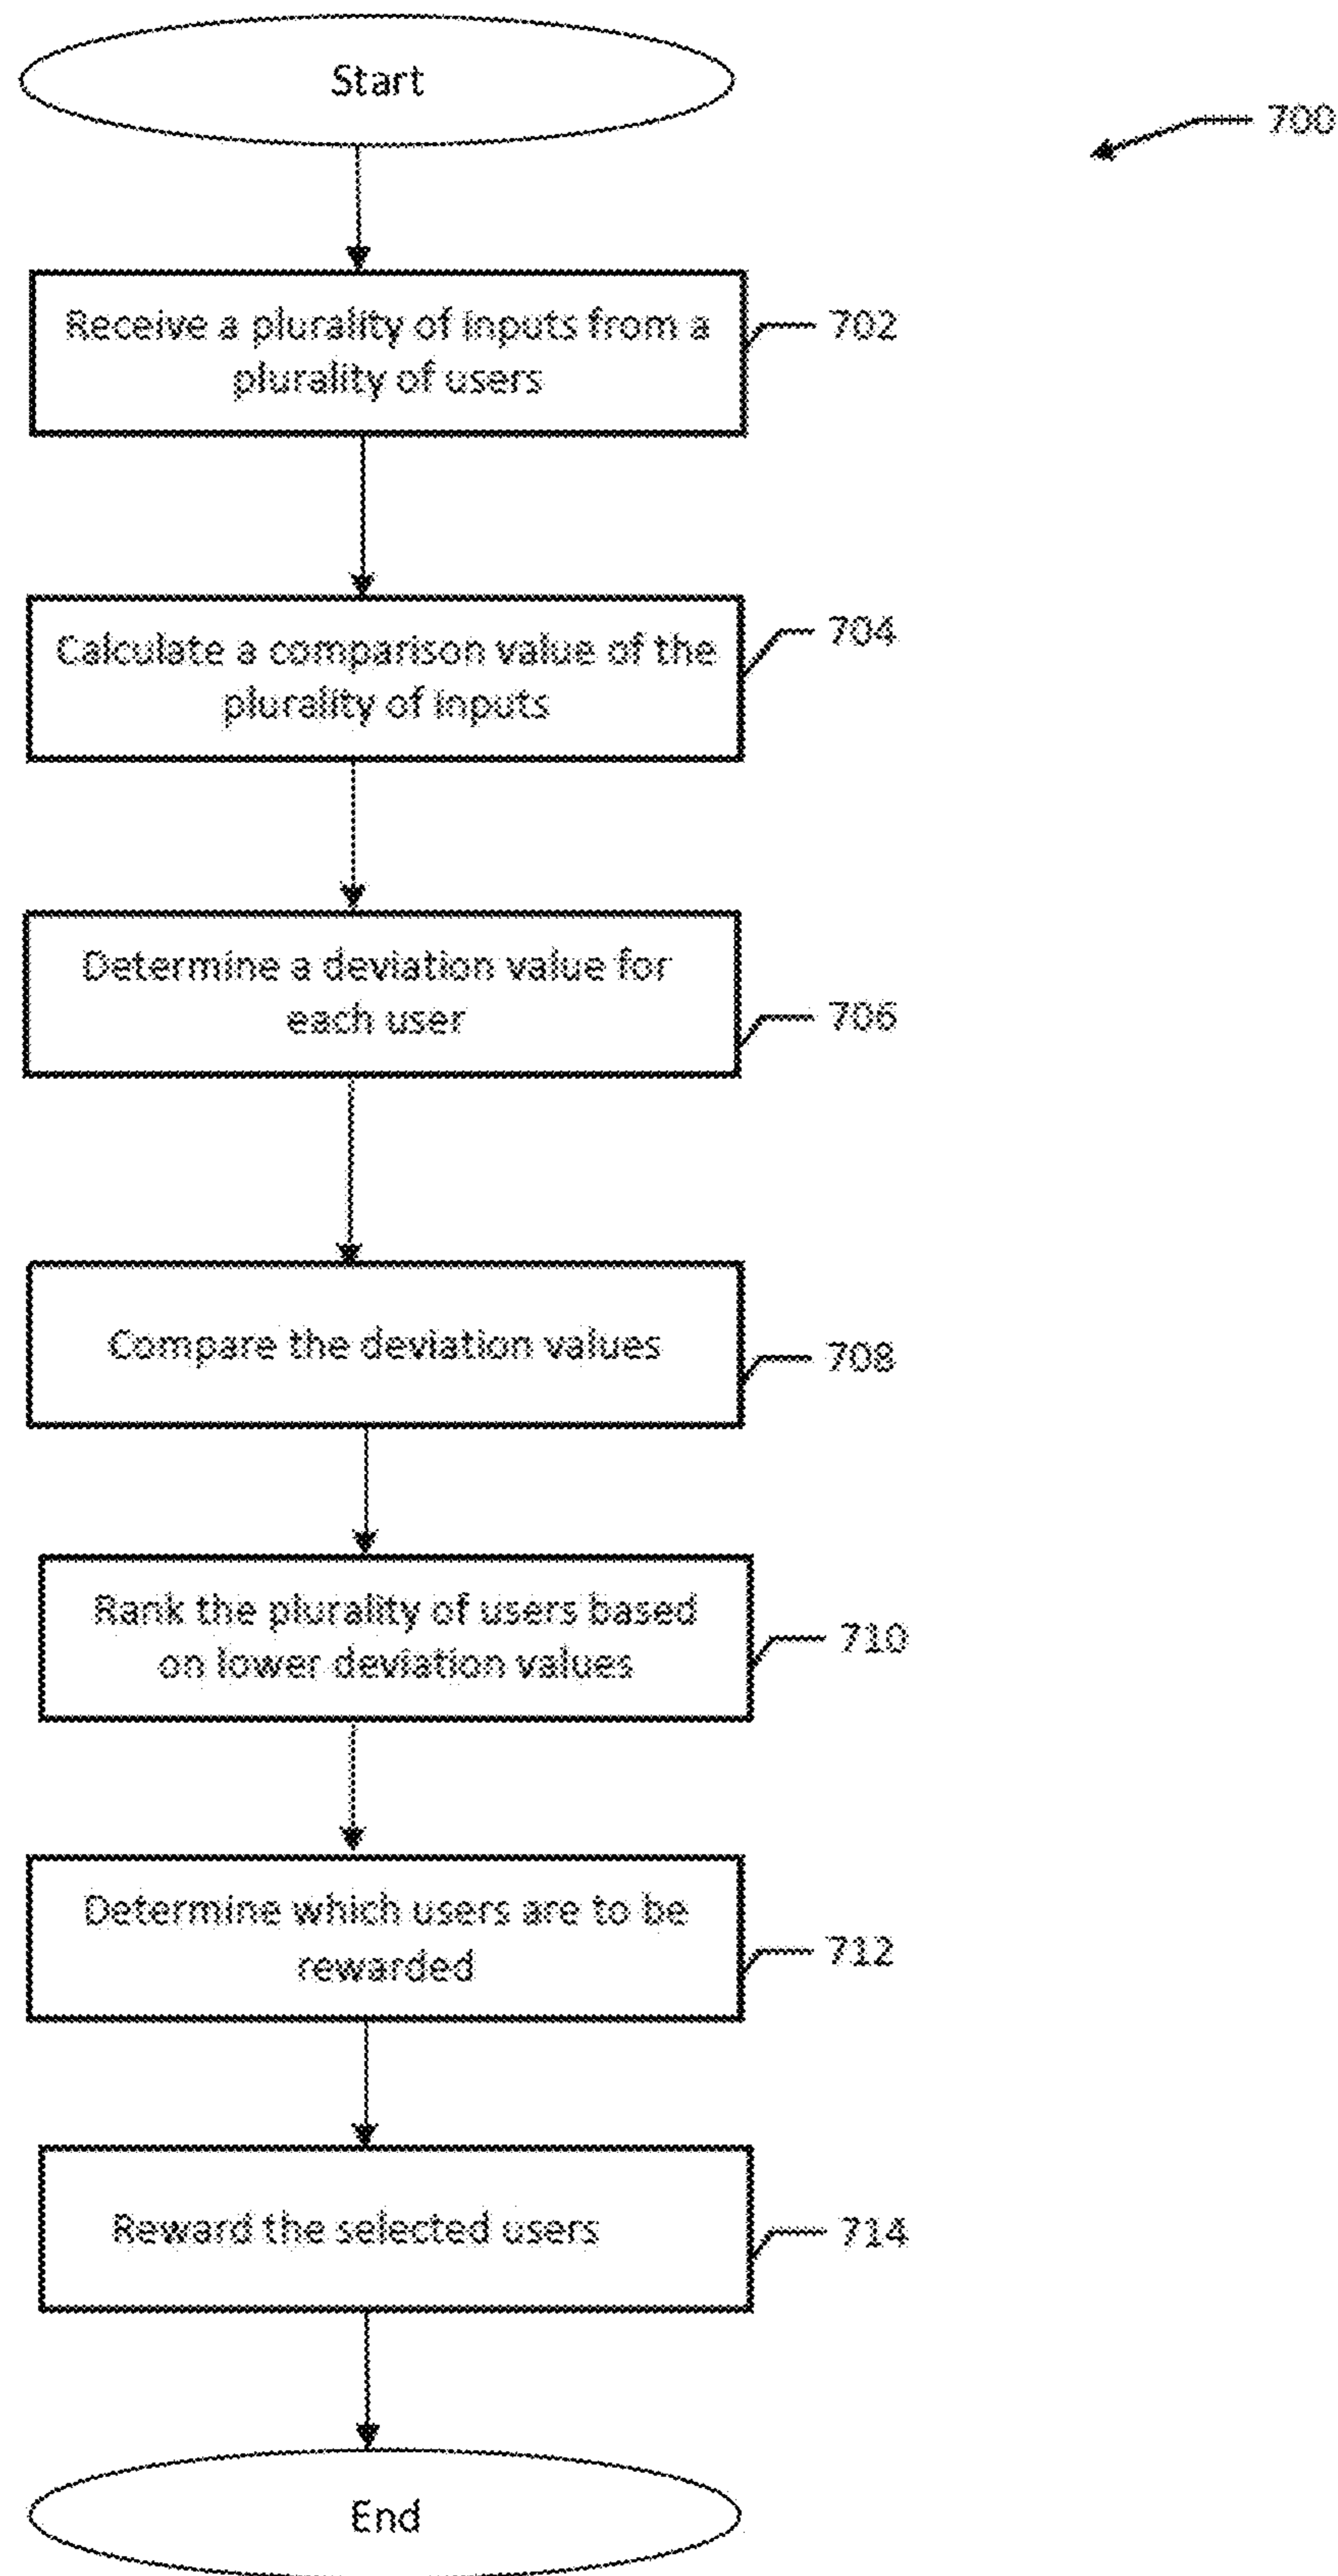 Start
700
Receive a plurality of inputs from a
plurality of users
702
Calculate a comparison value of the
plurality of inputs
704
Determine a deviation value for
each user
706
Compare the deviation values
708
Rank the plurality of users based
on lower deviation values
710
Determine which users are to be
rewarded
712
Reward the selected users
714
End